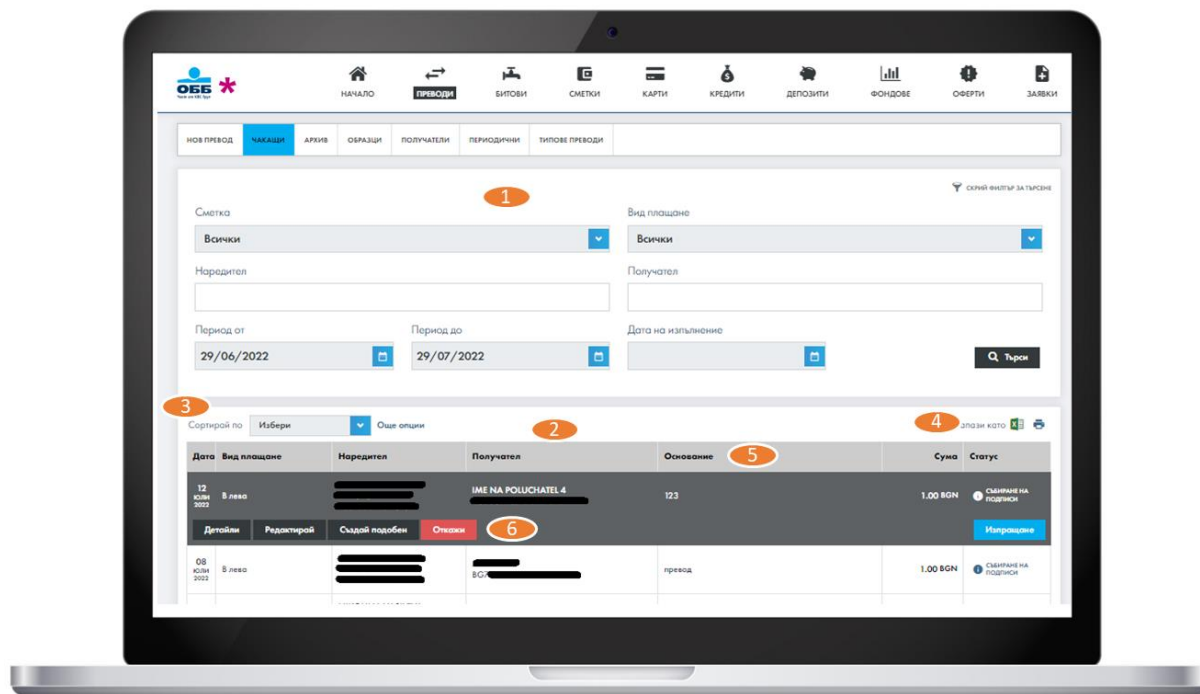 ОББ
НАЧАЛО
ПРЕВОДИ
БИТОВИ
СМЕТКИ
КАРТИ
КРЕДИТИ
ДЕПОЗИТИ
ФОНДОВЕ
ОФЕРТИ
ЗАЯВКИ
НОВ ПРЕВОД
ЧАКАЩИ
АРХИВ
ОБРАЗЦИ
ПОЛУЧАТЕЛИ
ПЕРИОДИЧНИ
ТИПОВЕ ПРЕВОДИ
СКРИЙ ФИЛТЪР ЗА ТЪРСЕНЕ
1
Сметка
Вид плащане
Всички
Всички
Наредител
Получател
Период от
Период до
Дата на изпълнение
29/06/2022
29/07/2022
Търси
3
Сортирай по
Избери
Още опции
2
4
апази като
Дата Вид плащане Наредител Получател Основание 5 Сума Статус
12
ЮЛИ
2022
В лева
IME NA POLUCHATEL 4
123
1.00 BGN
СЪБИРАНЕ НА
ПОДПИСИ
Детайли
Редактирай
Създай подобен
Откажи
6
Изпращане
08
ЮЛИ
2022
В лева
BG
превод
1.00 BGN
СЪБИРАНЕ НА
ПОДПИСИ